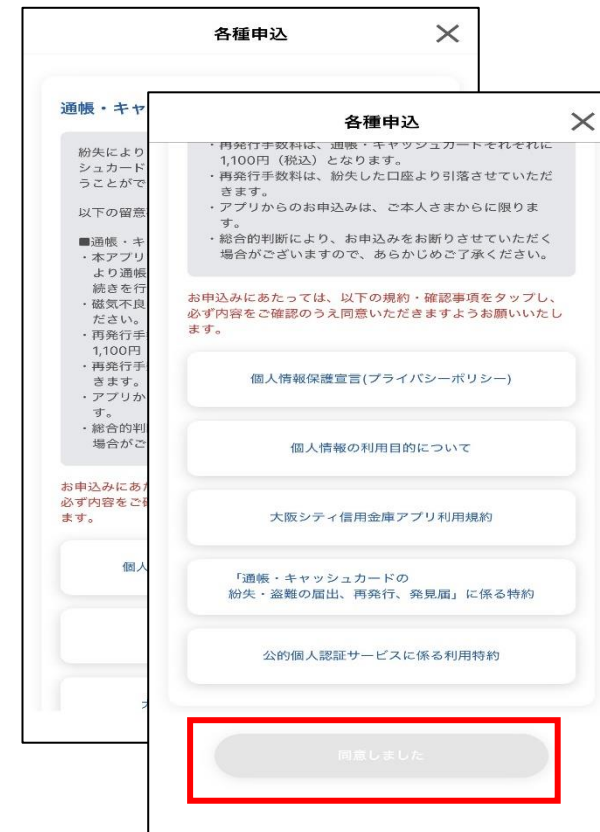 各種申込
通帳・キャ
紛失により
シュカード
うことがで
以下の留意
■通帳・キ
・本アプリ
より通帳
続きを行
・磁気不良
ださい。
・再発行手
1,100円
・再発行手
きます。
・アプリか
す。
・総合的判
場合がご
お申込みにあた
必ず内容をご確
ます。
個人
各種申込
・再発行手数料は、通帳・キャッシュカードそれぞれに
1,100円（税込）となります。
・再発行手数料は、紛失した口座より引落させていただ
きます。
・アプリからのお申込みは、ご本人さまからに限りま
す。
・総合的判断により、お申込みをお断りさせていただく
場合がございますので、あらかじめご了承ください。
お申込みにあたっては、以下の規約・確認事項をタップし、
必ず内容をご確認のうえ同意いただきますようお願いいたし
ます。
個人情報保護宣言(プライバシーポリシー)
個人情報の利用目的について
大阪シティ信用金庫アプリ利用規約
「通帳・キャッシュカードの
紛失・盗難の届出、再発行、発見届」に係る特約
公的個人認証サービスに係る利用特約
同意しました